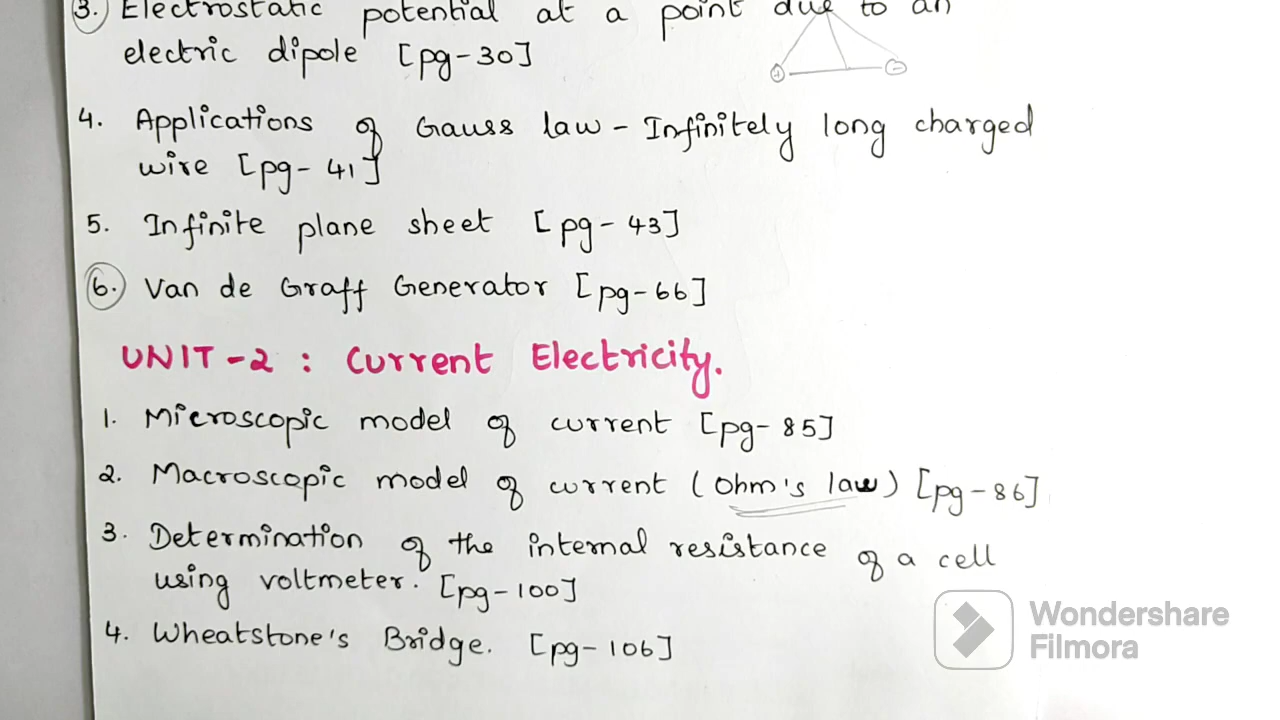 3. Electrostatic potential at a point due to an
electric dipole [pg-30]
4. Applications of Gauss law - Infinitely long charged
wire [pg- 41]
5. Infinite plane sheet [pg-43]
6. Van de Graff Generator [pg-66]
UNIT-2 : Current Electricity.
1. Microscopic model of current [pg- 85]
2. Macroscopic model of current (Ohm's law) [pg-86]
3. Determination of the internal resistance of a cell
using voltmeter. [pg-100]
4. Wheatstone's Bridge. [pg-106]
Wondershare
Filmora